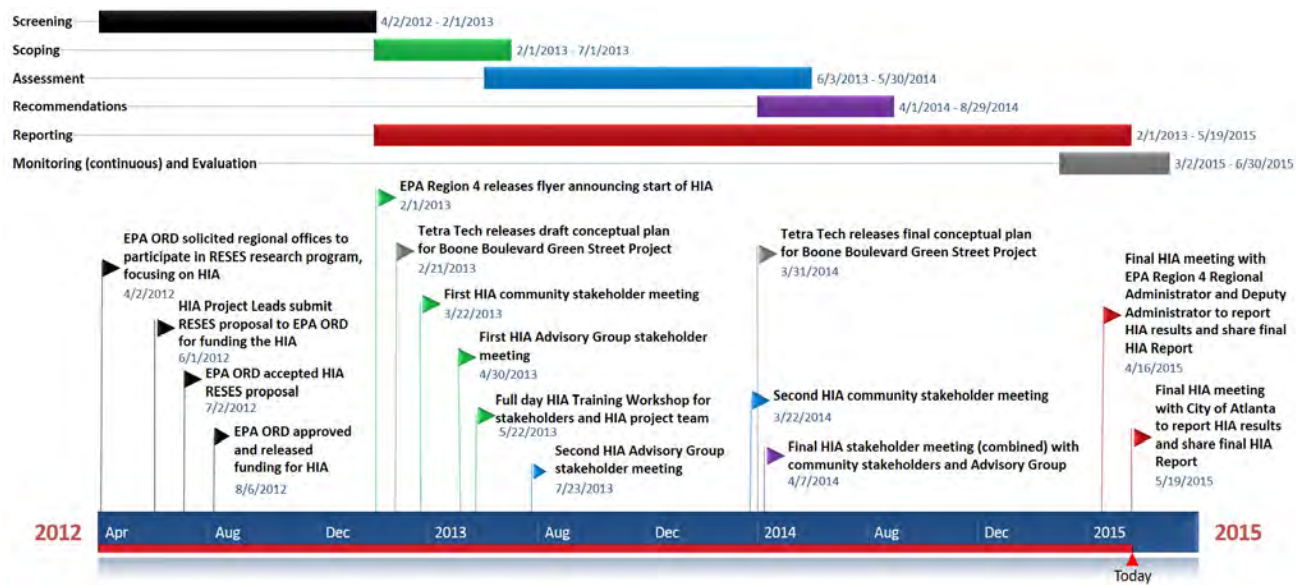 Screening
4/2/2012 - 2/1/2013
Scoping
2/1/2013 - 7/1/2013
Assessment
6/3/2013 - 5/30/2014
Recommendations
4/1/2014 - 8/29/2014
Reporting
2/1/2013 - 5/19/2015
Monitoring (continuous) and Evaluation
3/2/2015 - 6/30/2015
EPA Region 4 releases flyer announcing start of HIA
2/1/2013
EPA ORD solicited regional offices to
participate in RESES research program,
focusing on HIA
4/2/2012
HIA Project Leads submit
RESES proposal to EPA ORD
for funding the HIA
6/1/2012
EPA ORD accepted HIA
RESES proposal
7/2/2012
EPA ORD approved
and released
funding for HIA
8/6/2012
Tetra Tech releases draft conceptual plan
for Boone Boulevard Green Street Project
2/21/2013
First HIA community stakeholder meeting
3/22/2013
First HIA Advisory Group stakeholder
meeting
4/30/2013
Full day HIA Training Workshop for
stakeholders and HIA project team
5/22/2013
Second HIA Advisory Group
stakeholder meeting
7/23/2013
Tetra Tech releases final conceptual plan
for Boone Boulevard Green Street Project
3/31/2014
Second HIA community stakeholder meeting
3/22/2014
Final HIA stakeholder meeting (combined) with
community stakeholders and Advisory Group
4/7/2014
Final HIA meeting with
EPA Region 4 Regional
Administrator and Deputy
Administrator to report
HIA results and share final
HIA Report
4/16/2015
Final HIA meeting
with City of Atlanta
to report HIA results
and share final HIA
Report
5/19/2015
2012 Apr Aug Dec 2013 Aug Dec 2014 Aug Dec 2015 2015
Today